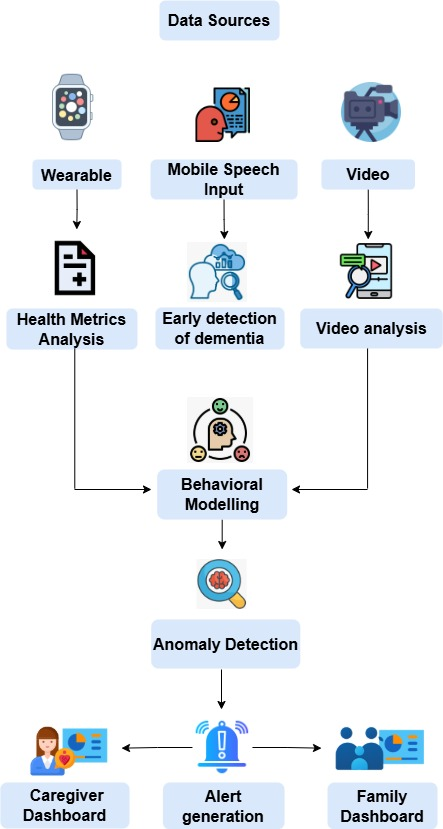 Data Sources
Wearable
Mobile Speech
Input
Video
Health Metrics
Analysis
Early detection
of dementia
Video analysis
Behavioral
Modelling
Anomaly Detection
Caregiver
Dashboard
Alert
generation
Family
Dashboard